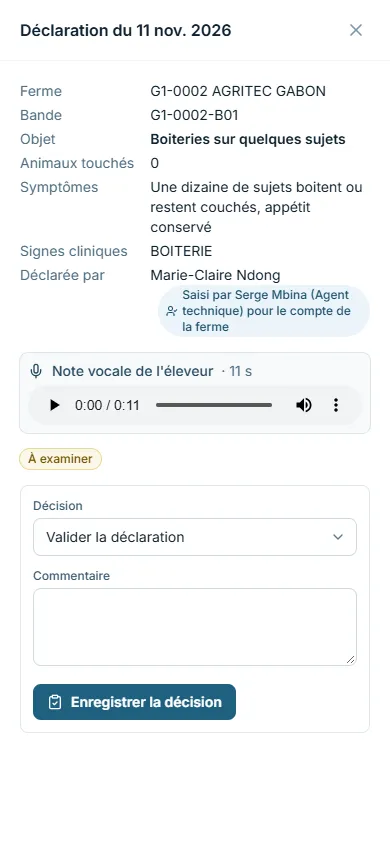 Déclaration du 11 nov. 2026
Ferme G1-0002 AGRITEC GABON
Bande G1-0002-B01
Objet Boiteries sur quelques sujets
Animaux touchés 0
Symptômes Une dizaine de sujets boitent ou
restent couchés, appétit
conservé
Signes cliniques BOITERIE
Déclarée par Marie-Claire Ndong
Saisi par Serge Mbina (Agent
technique) pour le compte de
la ferme
Note vocale de l'éleveur · 11 s
0:00 / 0:11
À examiner
Décision
Valider la déclaration
Commentaire
Enregistrer la décision